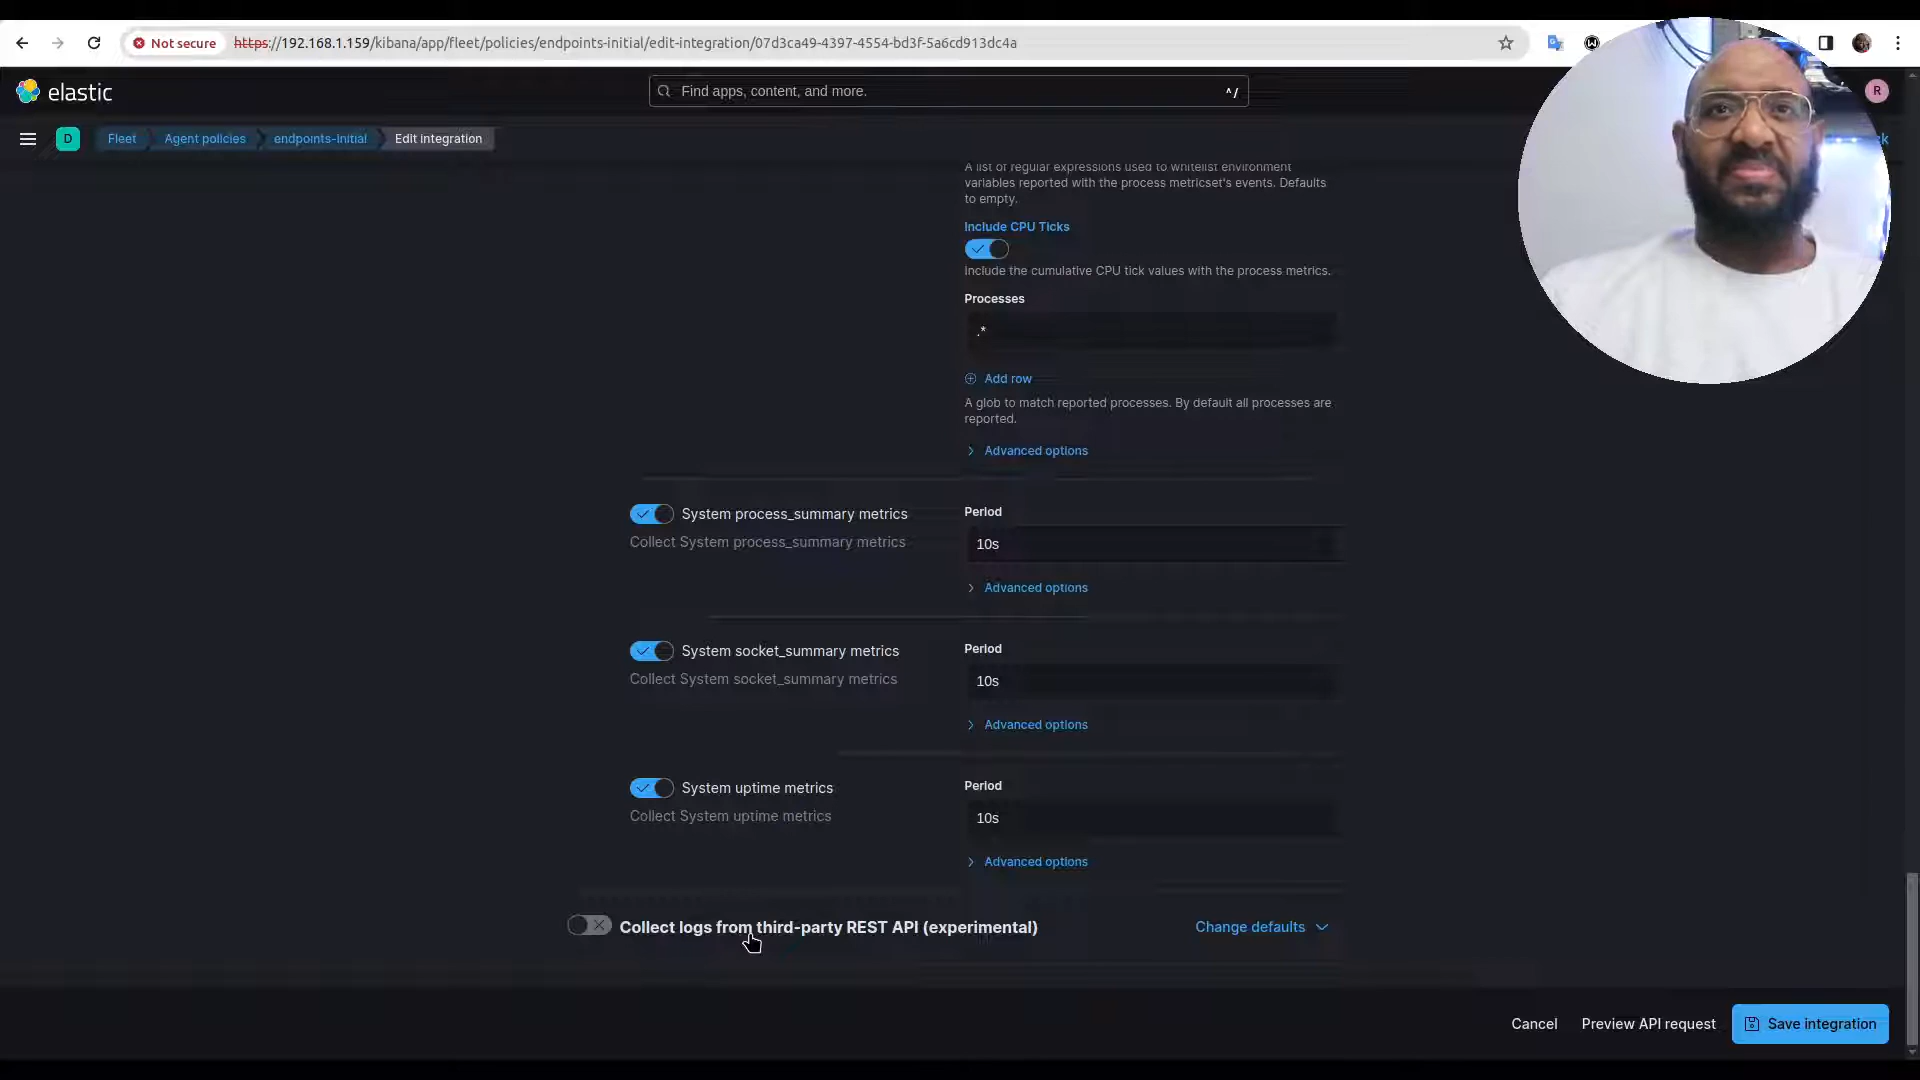 Not secure
https://192.168.1.159/kibana/app/fleet/policies/endpoints-initial/edit-integration/07d3ca49-4397-4554-bd3f-5a6cd913dc4a
elastic
Find apps, content, and more.
^/
R
D
Fleet
Agent policies
endpoints-initial
Edit integration
A list of regular expressions used to whitelist environment
variables reported with the process metricset's events. Defaults
to empty.
Include CPU Ticks
Include the cumulative CPU tick values with the process metrics.
Processes
.*
Add row
A glob to match reported processes. By default all processes are
reported.
Advanced options
System process_summary metrics
Collect System process_summary metrics
Period
10s
Advanced options
System socket_summary metrics
Collect System socket_summary metrics
Period
10s
Advanced options
System uptime metrics
Collect System uptime metrics
Period
10s
Advanced options
Collect logs from third-party REST API (experimental)
Change defaults
Cancel
Preview API request
Save integration